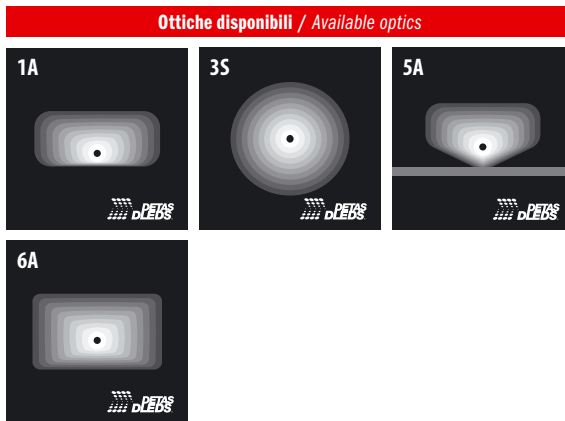 Ottiche disponibili / Available optics
1A
3S
5A
PETAS
DLEDS
PETAS
DLEDS
PETAS
DLEDS
6A
PETAS
DLEDS